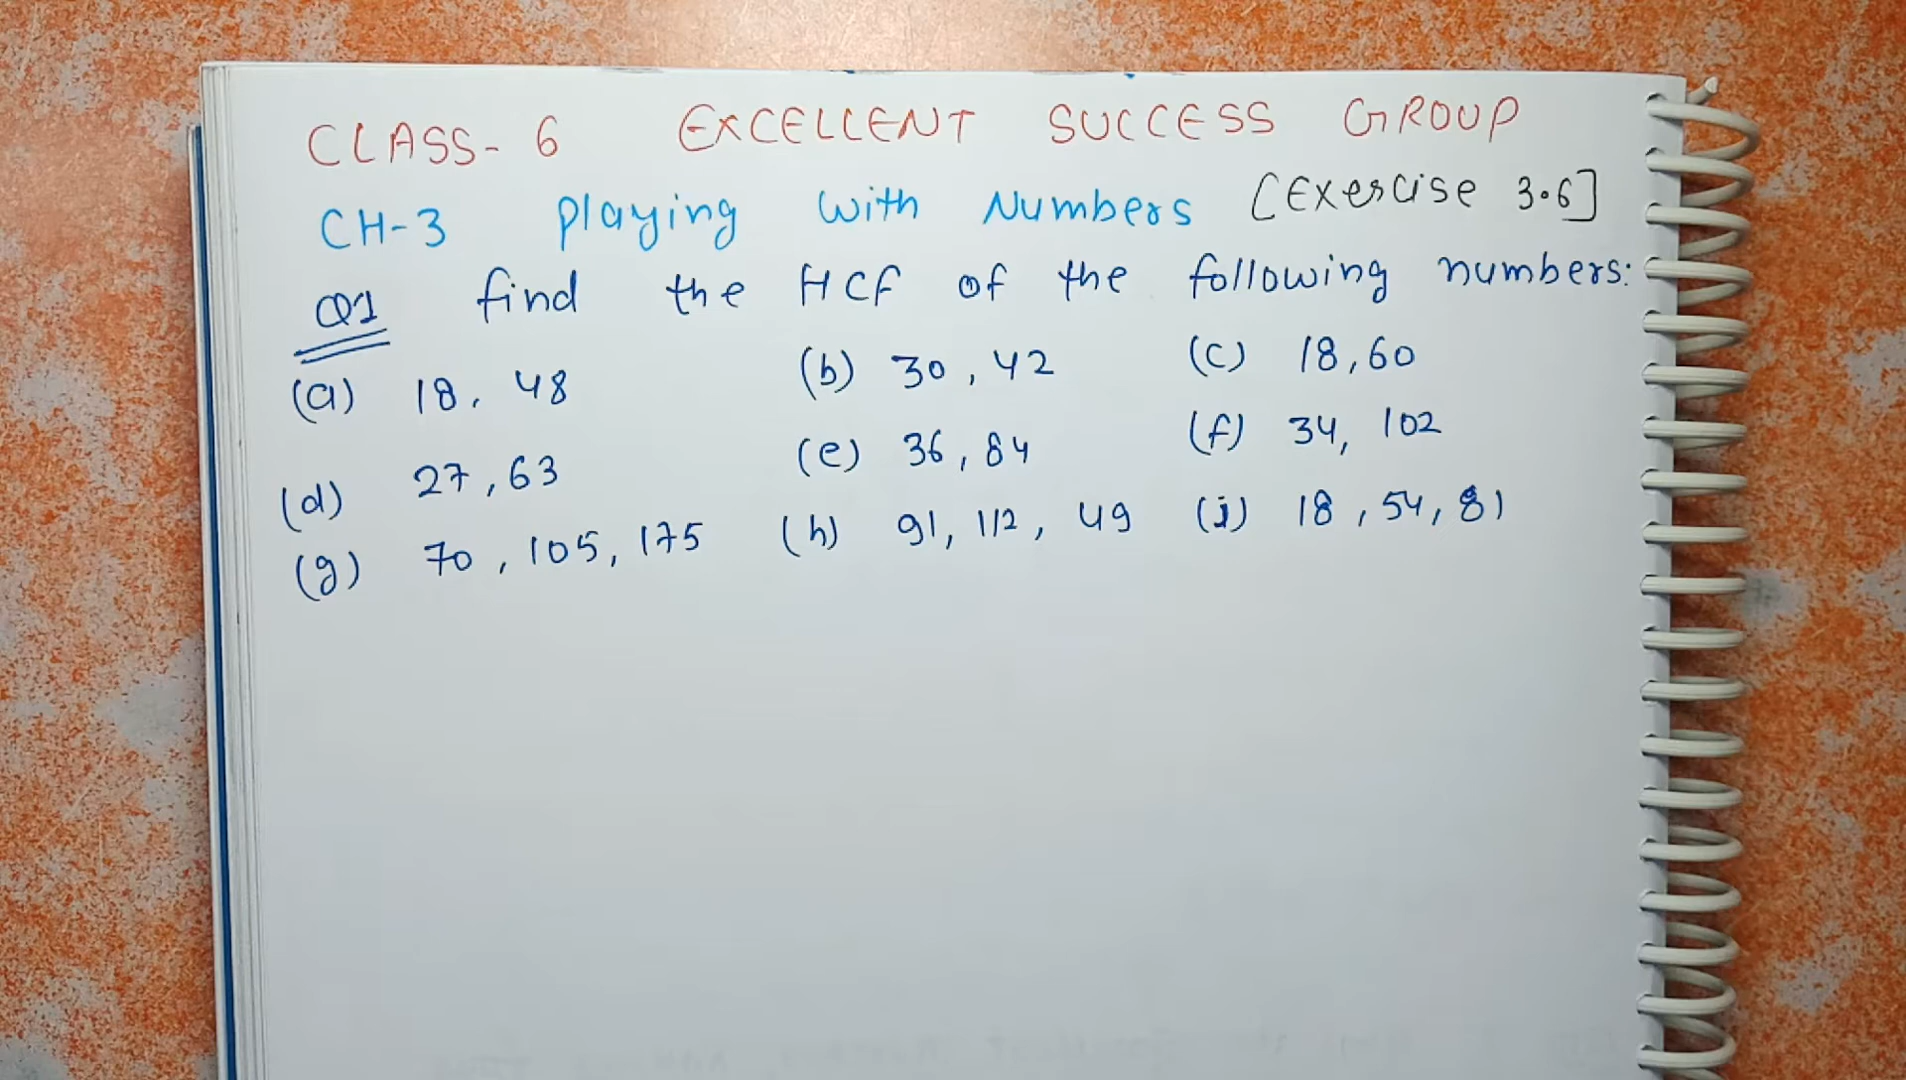 CLASS- 6 EXCELLENT SUCCESS GROUP
CH-3 Playing with Numbers [Exercise 3.6]
Q1 find the HCF of the following numbers:
(a) 18, 48 (b) 30, 42 (c) 18, 60
(d) 27, 63 (e) 36, 84 (f) 34, 102
(g) 70, 105, 175 (h) 91, 112, 49 (i) 18, 54, 81